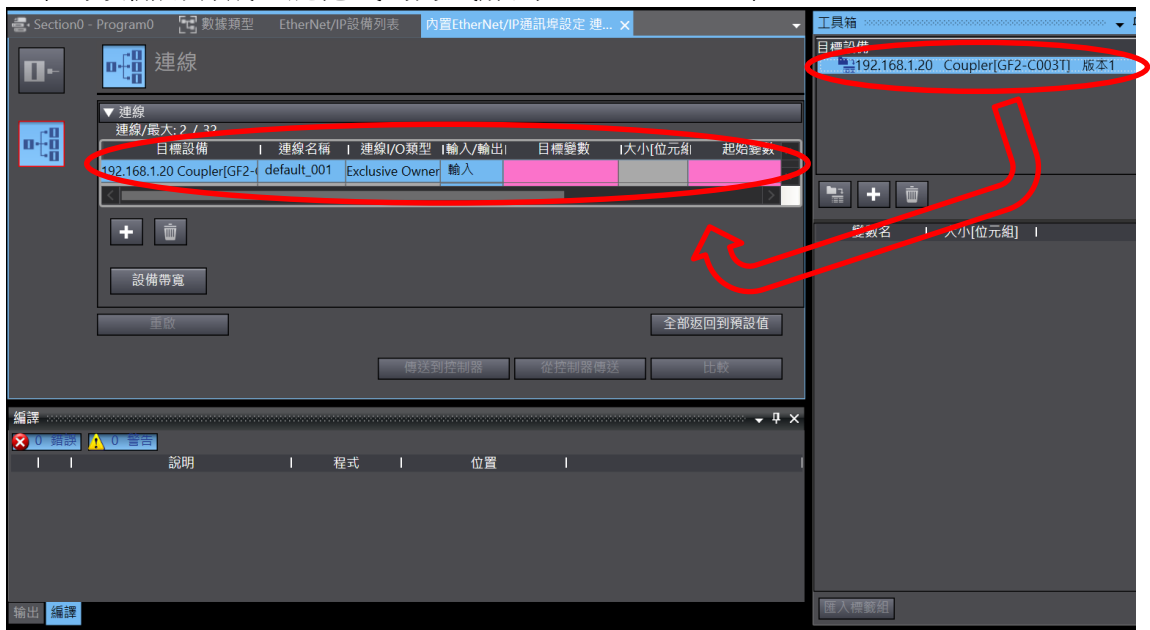 Section0 - Program0 數據類型 EtherNet/IP設備列表 內置EtherNet/IP通訊埠設定 連...
工具箱
目標設備
192.168.1.20 Coupler[GF2-C003T] 版本1
連線
▼ 連線
連線/最大: 2 / 32
目標設備 連線名稱 連線I/O類型 輸入/輸出 目標變數 大小[位元組 起始變數
192.168.1.20 Coupler[GF2-( default_001 Exclusive Owner 輸入
設備帶寬
重啟 全部返回到預設值
傳送到控制器 從控制器傳送 比較
變數名 大小[位元組]
編譯
0 錯誤 0 警告
說明 程式 位置
输出 編譯
匯入標籤組